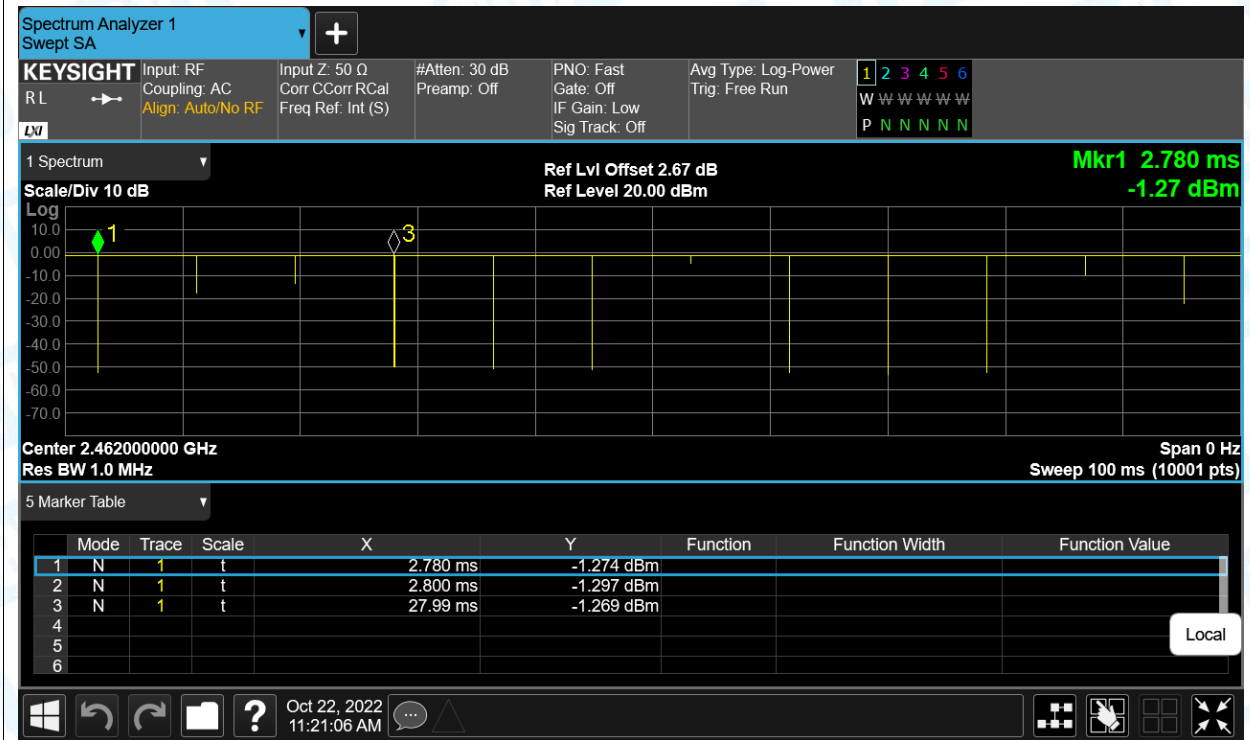 Spectrum Analyzer 1
Swept SA
+
KEYSIGHT
R L
LXI
Input: RF
Coupling: AC
Align: Auto/No RF
Input Z: 50 Ω
Corr CCorr RCal
Freq Ref: Int (S)
#Atten: 30 dB
Preamp: Off
PNO: Fast
Gate: Off
IF Gain: Low
Sig Track: Off
Avg Type: Log-Power
Trig: Free Run
1 2 3 4 5 6
W W W W W W
P N N N N N
1 Spectrum
Scale/Div 10 dB
Ref Lvl Offset 2.67 dB
Ref Level 20.00 dBm
Mkr1 2.780 ms
-1.27 dBm
Log
10.0
0.00
-10.0
-20.0
-30.0
-40.0
-50.0
-60.0
-70.0
1
3
Center 2.462000000 GHz
Res BW 1.0 MHz
Span 0 Hz
Sweep 100 ms (10001 pts)
5 Marker Table
Mode Trace Scale X Y Function Function Width Function Value
1 N 1 t 2.780 ms -1.274 dBm
2 N 1 t 2.800 ms -1.297 dBm
3 N 1 t 27.99 ms -1.269 dBm
4
5
6
Local
?
Oct 22, 2022
11:21:06 AM